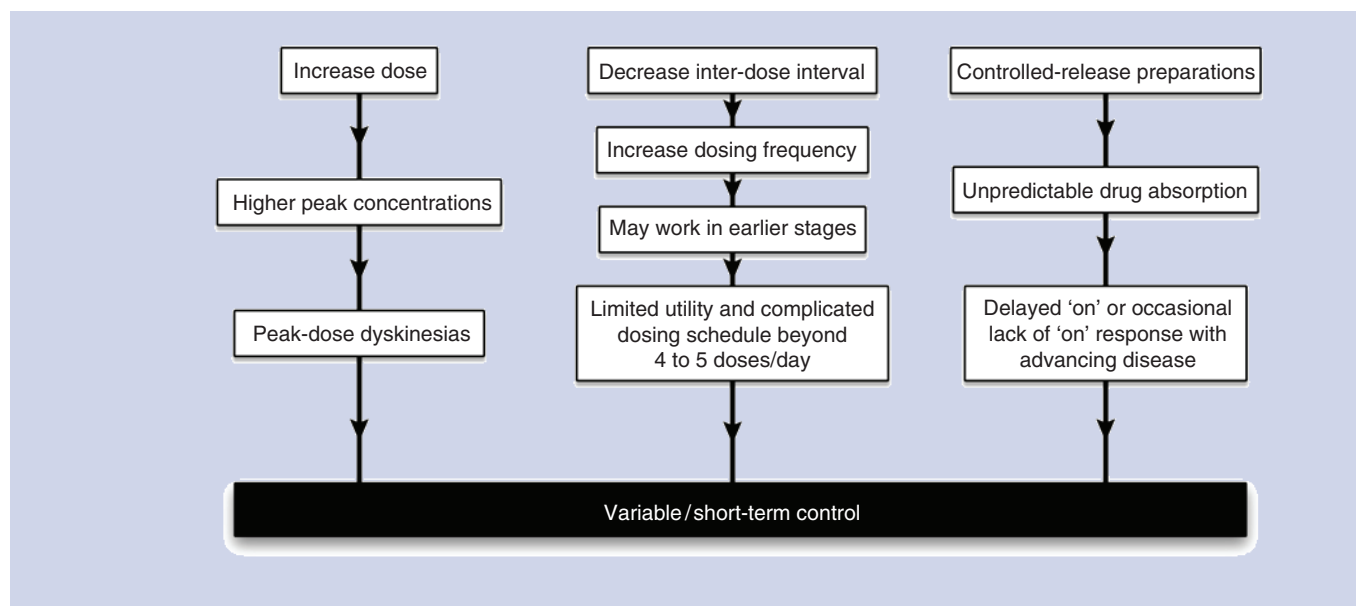 Increase dose
Higher peak concentrations
Peak-dose dyskinesias
Decrease inter-dose interval
Increase dosing frequency
May work in earlier stages
Limited utility and complicated
dosing schedule beyond
4 to 5 doses/day
Controlled-release preparations
Unpredictable drug absorption
Delayed ‘on’ or occasional
lack of ‘on’ response with
advancing disease
Variable/short-term control